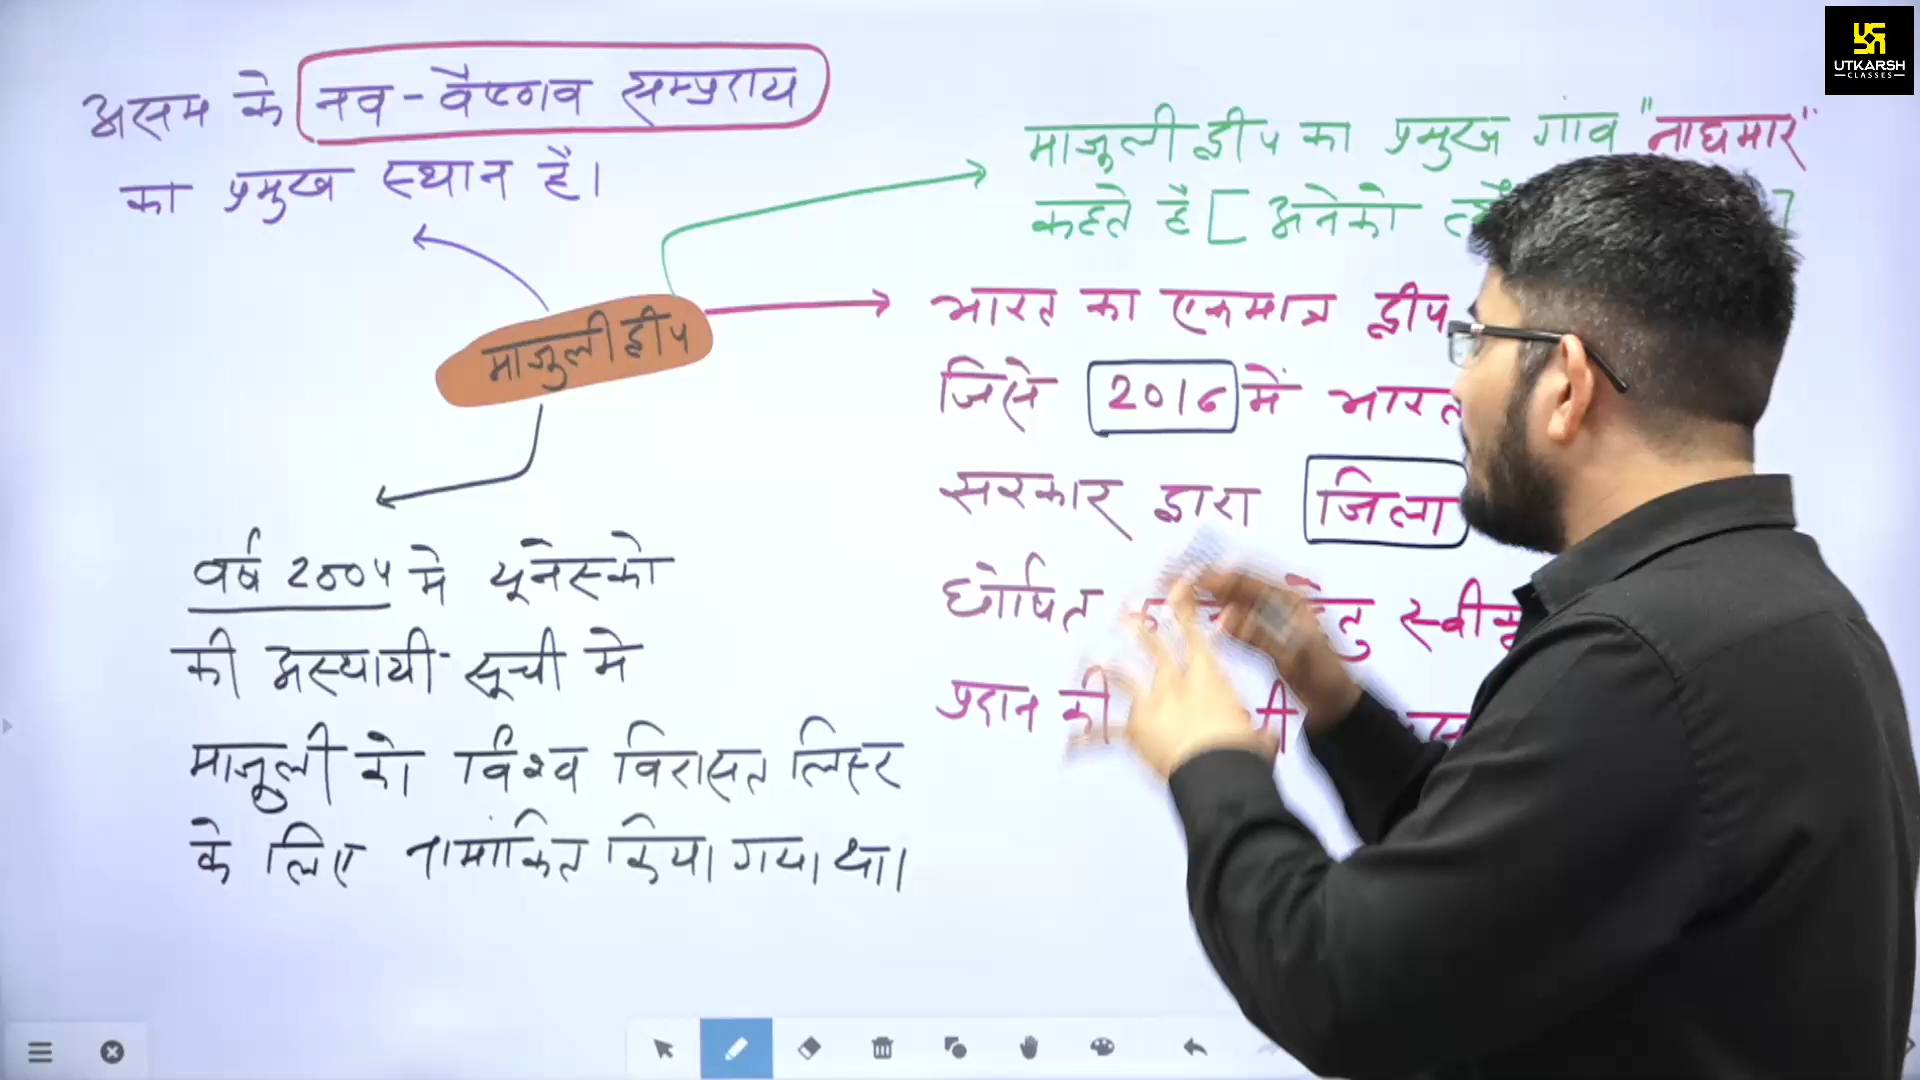 UTKARSH
CLASSES
असम के नव-वैष्णव सम्प्रदाय
का प्रमुख स्थान है।
माजुली द्वीप का प्रमुख गांव "नाघमार"
कहते है [ अनेको
माजुली द्वीप
भारत का एकमात्र द्वीप
जिसे 2016 में भारत
सरकार द्वारा जिला
घोषित हेतु
प्रदान की
वर्ष 2004 मे यूनेस्को
की अस्थायी सूची मे
माजुली को विश्व विरासत लिस्ट
के लिए नामांकित किया गया था।